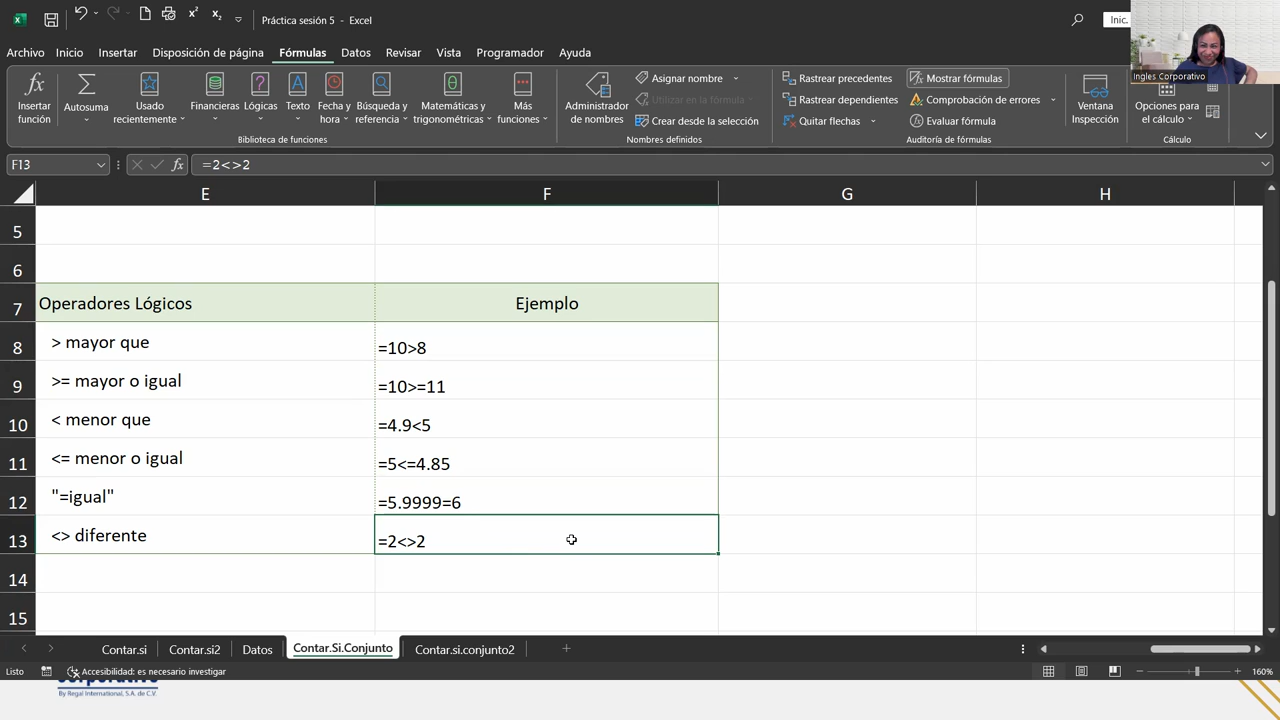 Práctica sesión 5 - Excel
Inic.
Ingles Corporativo
Archivo Inicio Insertar Disposición de página Fórmulas Datos Revisar Vista Programador Ayuda
Insertar función
Autosuma
Usado recientemente
Financieras
Lógicas
Texto
Fecha y hora
Búsqueda y referencia
Matemáticas y trigonométricas
Más funciones
Biblioteca de funciones
Administrador de nombres
Asignar nombre
Utilizar en la fórmula
Crear desde la selección
Nombres definidos
Rastrear precedentes
Rastrear dependientes
Quitar flechas
Mostrar fórmulas
Comprobación de errores
Evaluar fórmula
Auditoría de fórmulas
Ventana Inspección
Opciones para el cálculo
Cálculo
F13 fx =2<>2
E F G H
5
6
7 Operadores Lógicos Ejemplo
8 > mayor que =10>8
9 >= mayor o igual =10>=11
10 < menor que =4.9<5
11 <= menor o igual =5<=4.85
12 "=igual" =5.9999=6
13 <> diferente =2<>2
14
15
Contar.si Contar.si2 Datos Contar.Si.Conjunto Contar.si.conjunto2
Listo Accesibilidad: es necesario investigar 160%
By Regal International, S.A. de C.V.